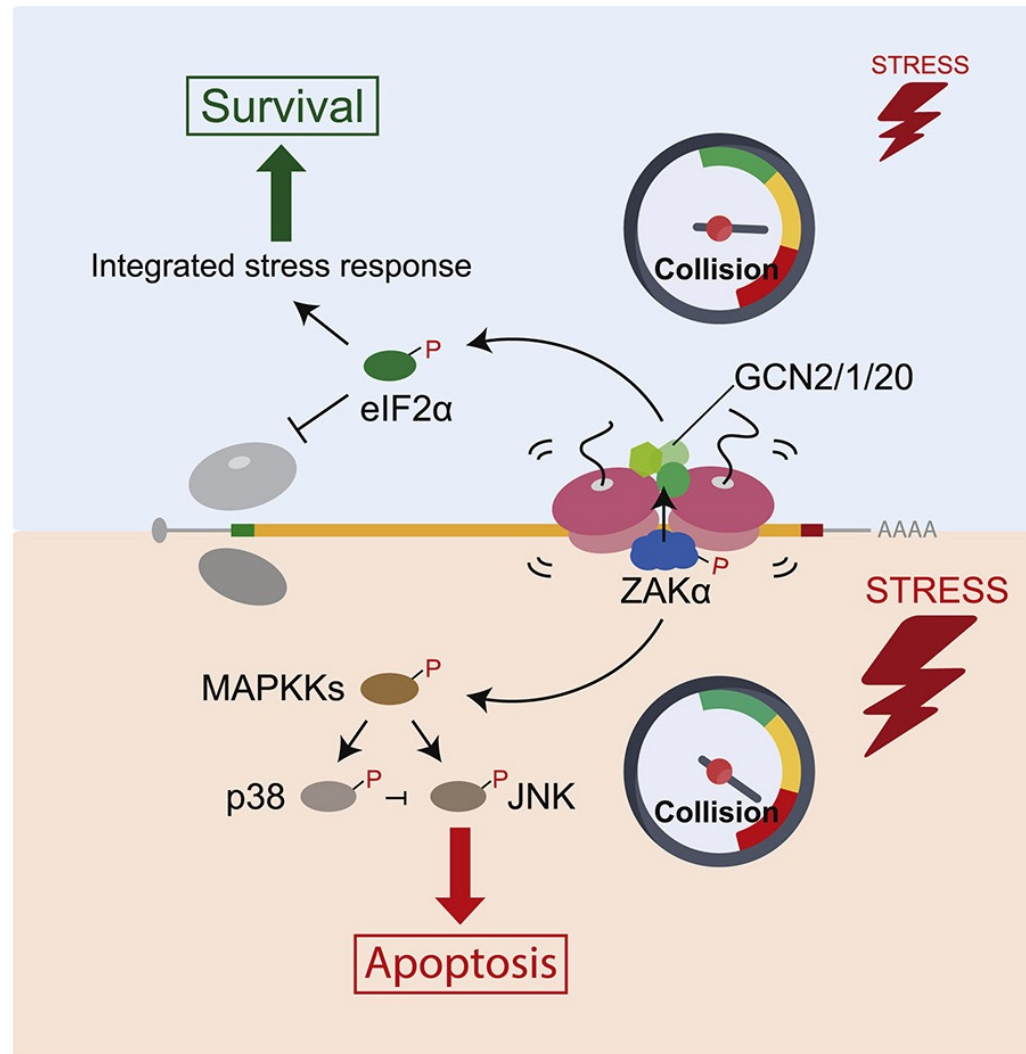 STRESS
Survival
Collision
Integrated stress response
P
GCN2/1/20
eIF2α
AAAA
P
ZAKα
STRESS
P
MAPKKs
P
P
p38
JNK
Collision
Apoptosis